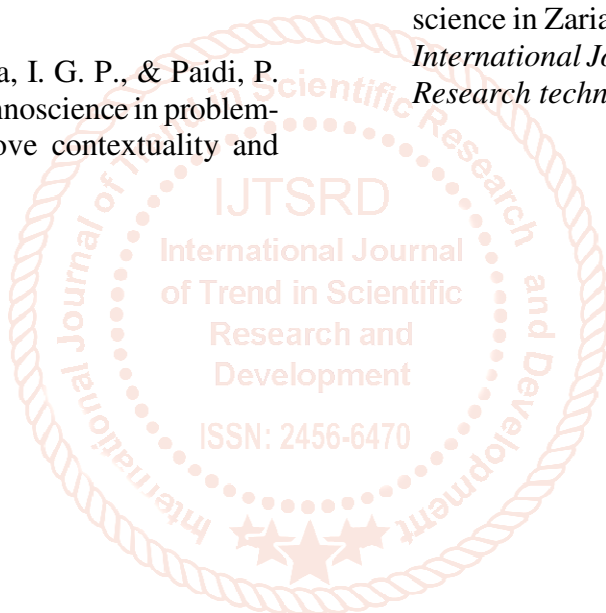 a, I. G. P., & Paidi, P.
hnoscience in problem-
ove contextuality and
science in Zaria
International Jo
Research techn
International Journal of Trend in Scientific Research and Development
IJTSRD
International Journal
of Trend in Scientific
Research and
Development
ISSN: 2456-6470